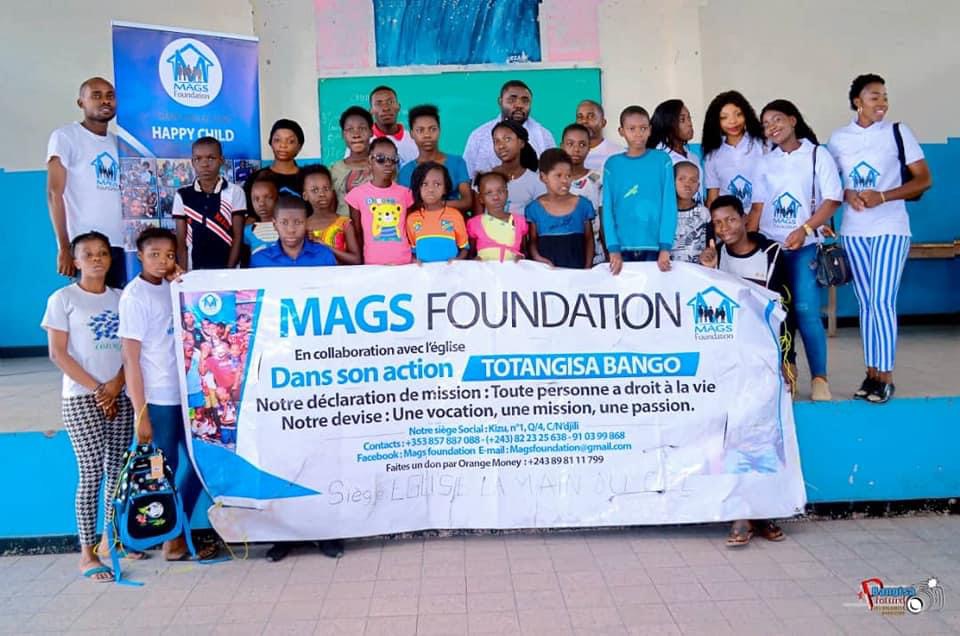 MAGS
Foundation
DANS SON ACTION
HAPPY CHILD
MAGS
Foundation
MAGS FOUNDATION
En collaboration avec l'église
Dans son action TOTANGISA BANGO
Notre déclaration de mission : Toute personne a droit à la vie
Notre devise : Une vocation, une mission, une passion.
Notre siège Social : Kizu, n°1, Q/4, C/N'djili
Contacts : +353 857 887 088 - (+243) 82 23 25 638 - 91 03 99 868
Facebook : Mags foundation E-mail : Magsfoundation@gmail.com
Faites un don par Orange Money : +243 89 81 11 799
Siège EGLISE LA MAIN DU
Bangisa